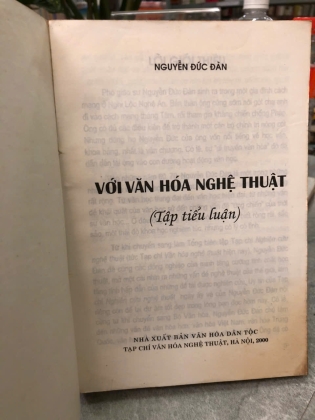 NGUYỄN ĐỨC ĐÀN
VỚI VĂN HÓA NGHỆ THUẬT
(Tập tiểu luận)
NHÀ XUẤT BẢN VĂN HÓA DÂN TỘC
TẠP CHÍ VĂN HÓA NGHỆ THUẬT, HÀ NỘI, 2000